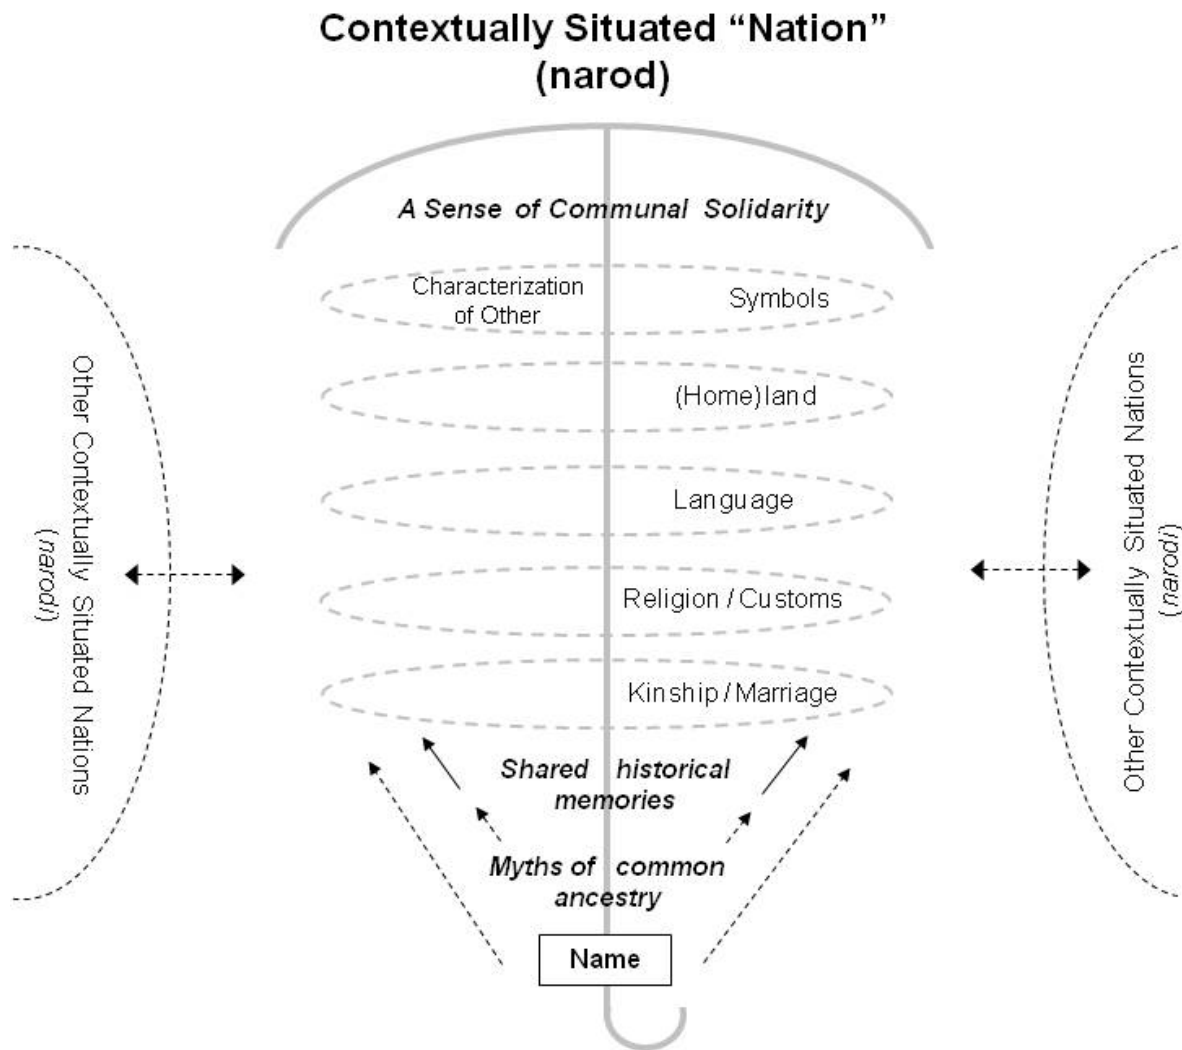 Contextually Situated “Nation”
(narod)
A Sense of Communal Solidarity
Characterization
of Other
Symbols
(Home)land
Language
Religion / Customs
Kinship / Marriage
Shared historical
memories
Myths of common
ancestry
Name
Other Contextually Situated Nations
(narodi)
Other Contextually Situated Nations
(narodi)